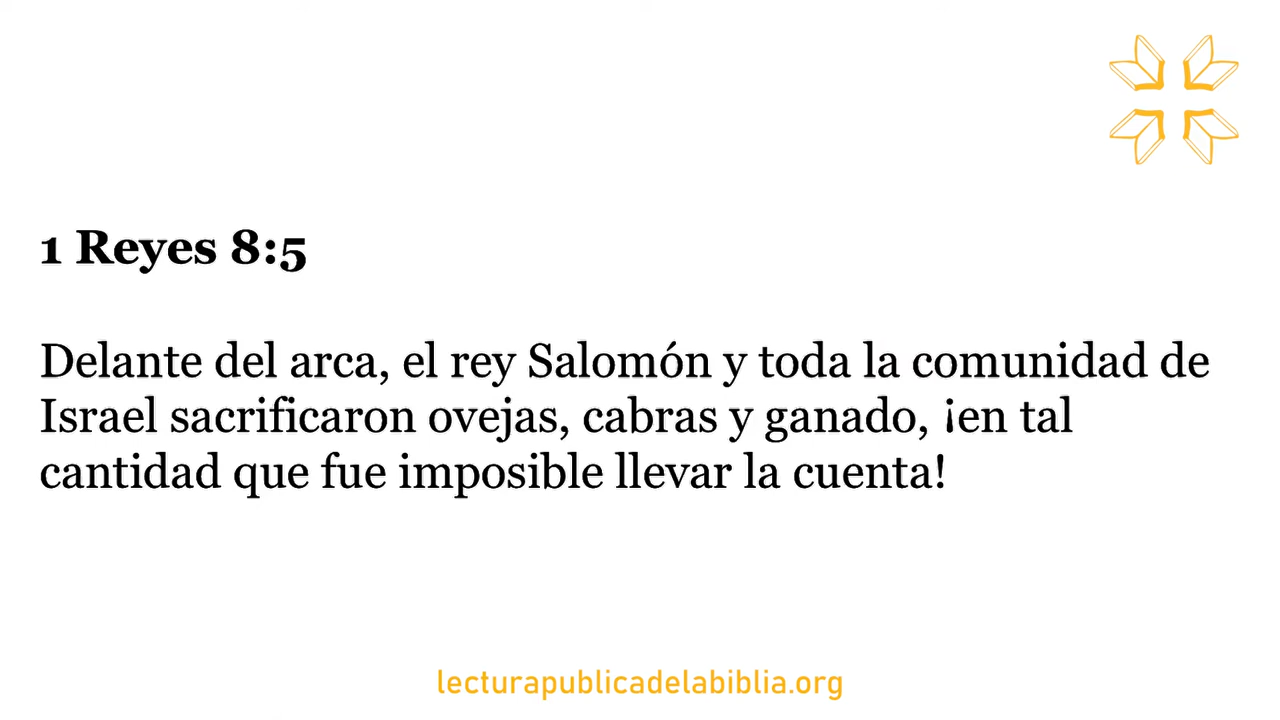 1 Reyes 8:5
Delante del arca, el rey Salomón y toda la comunidad de
Israel sacrificaron ovejas, cabras y ganado, ¡en tal
cantidad que fue imposible llevar la cuenta!
lecturapublicadelabiblia.org